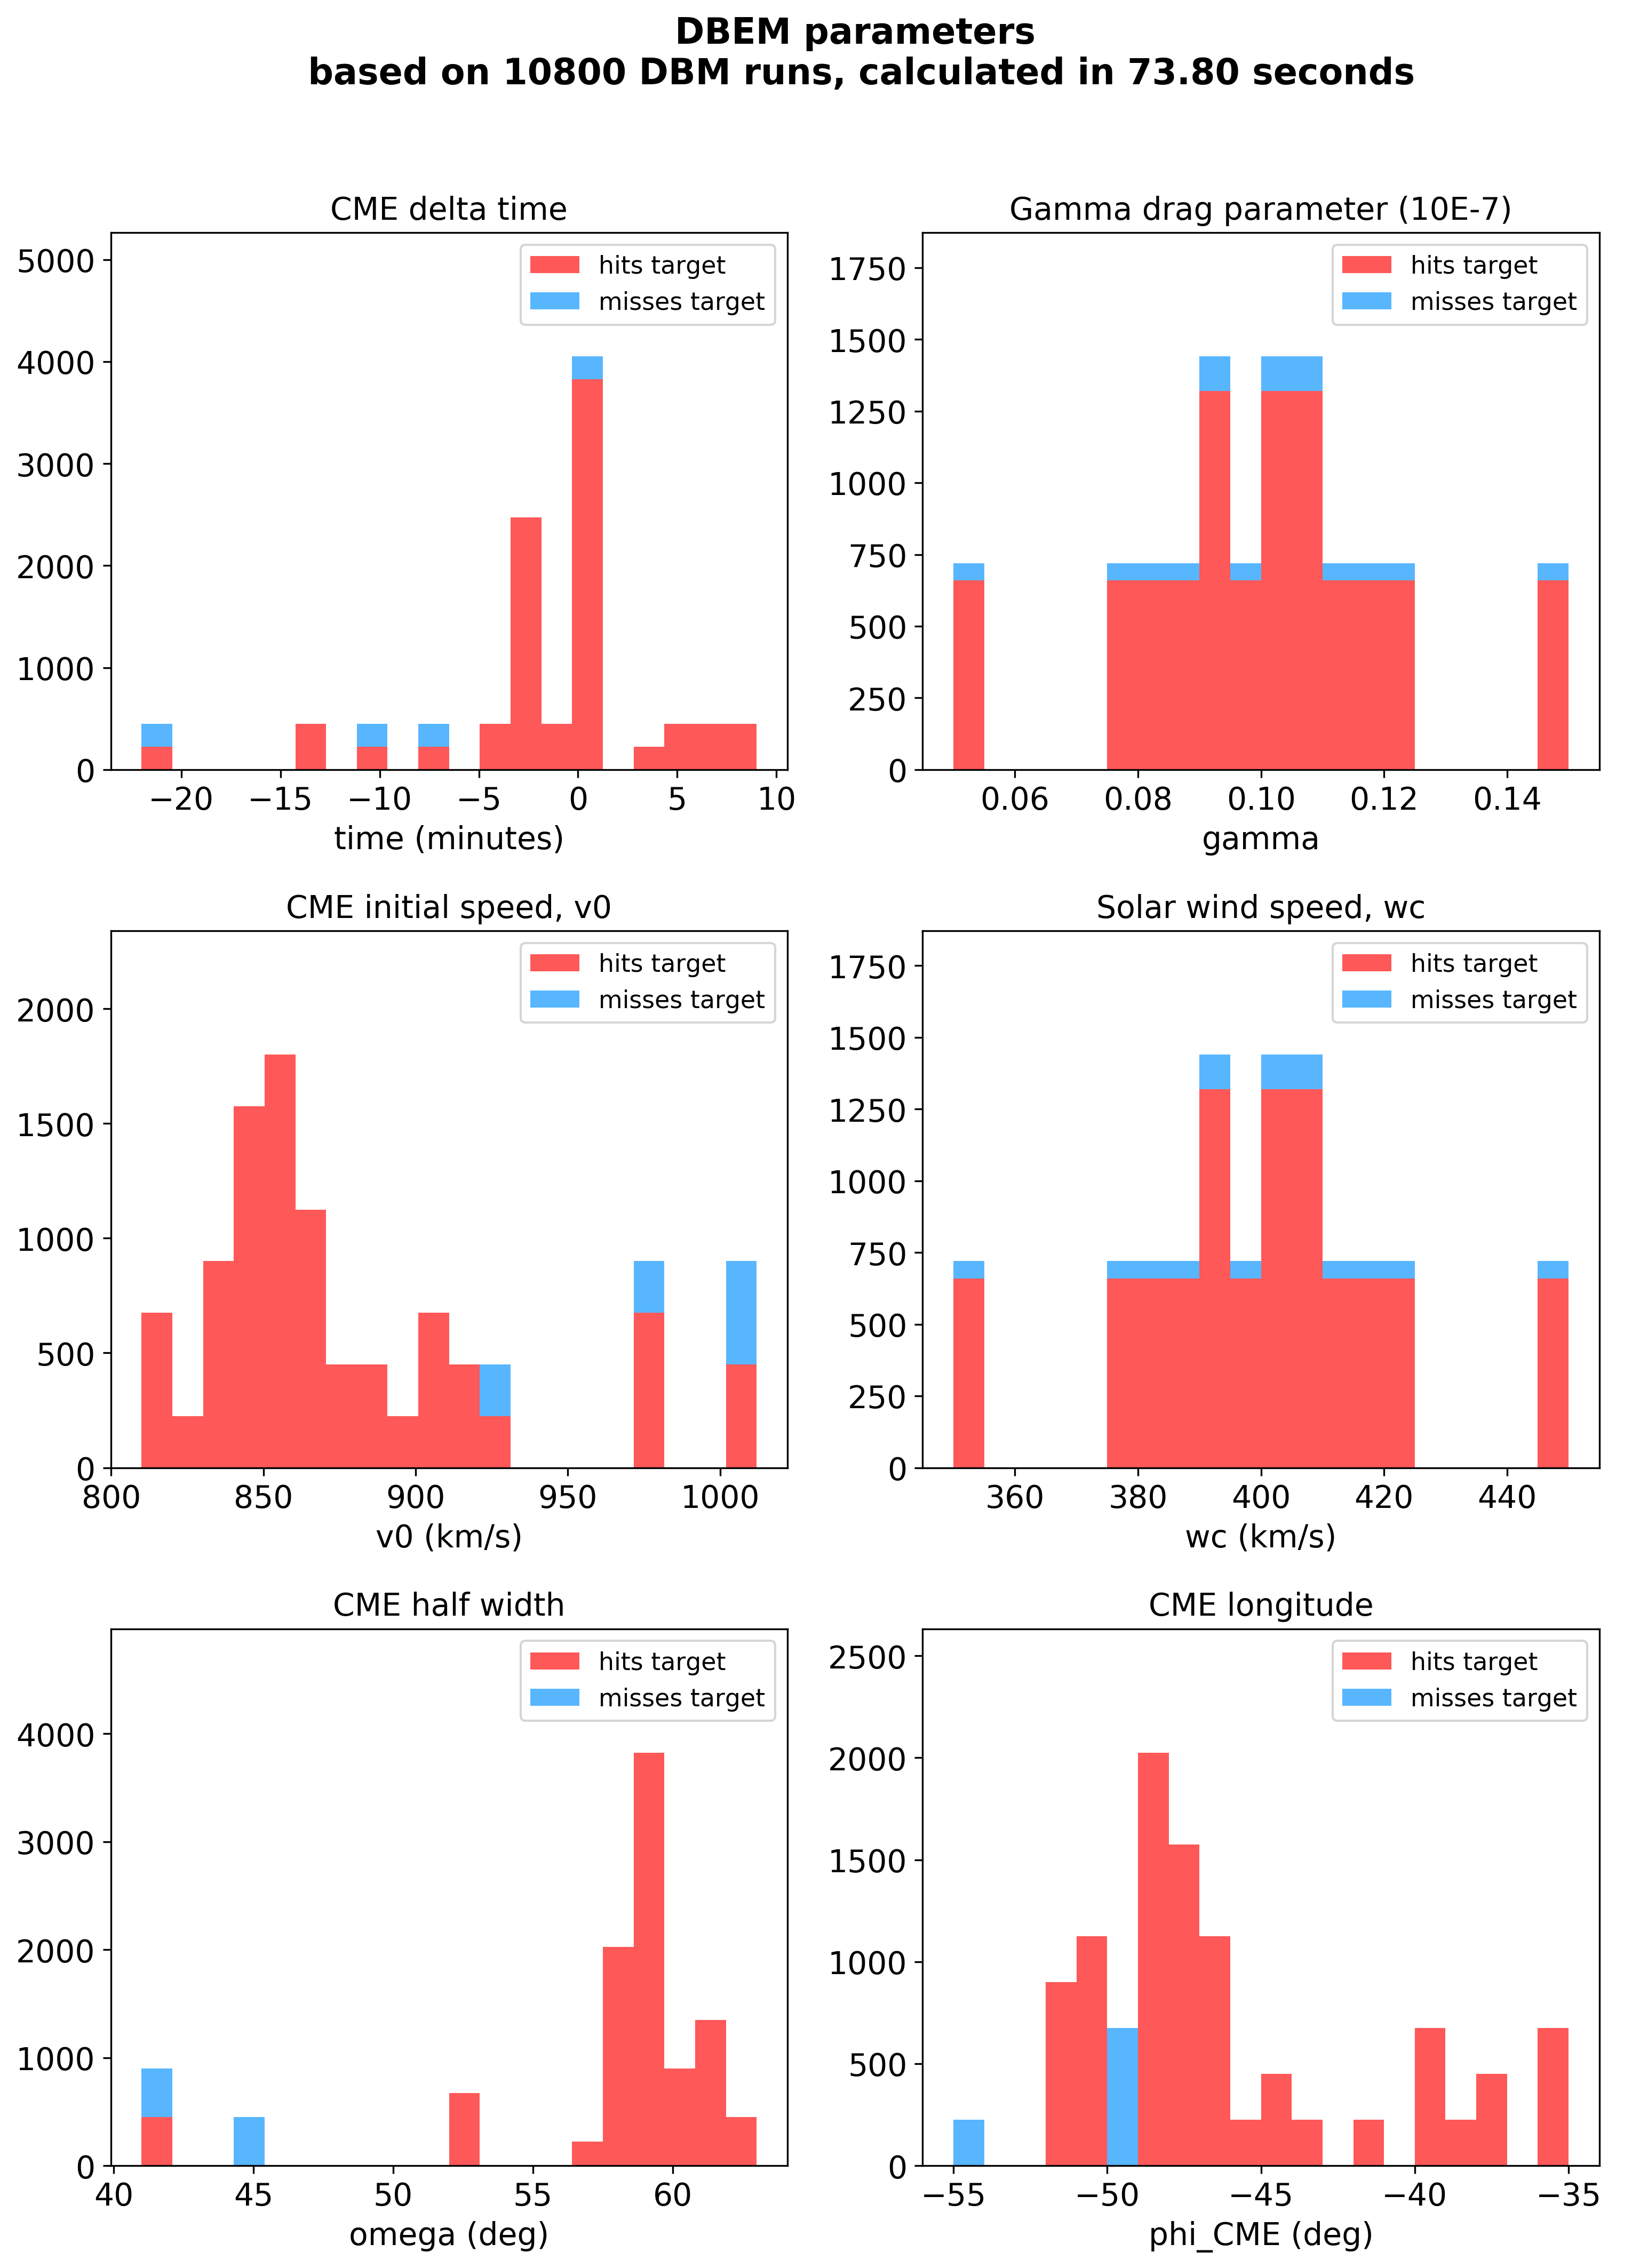 DBEM parameters
based on 10800 DBM runs, calculated in 73.80 seconds
CME delta time
5000
4000
3000
2000
1000
0
hits target
misses target
−20 −15 −10 −5 0 5 10
time (minutes)
Gamma drag parameter (10E-7)
1750
1500
1250
1000
750
500
250
0
hits target
misses target
0.06 0.08 0.10 0.12 0.14
gamma
CME initial speed, v0
2000
1500
1000
500
0
hits target
misses target
800 850 900 950 1000
v0 (km/s)
Solar wind speed, wc
1750
1500
1250
1000
750
500
250
0
hits target
misses target
360 380 400 420 440
wc (km/s)
CME half width
4000
3000
2000
1000
0
hits target
misses target
40 45 50 55 60
omega (deg)
CME longitude
2500
2000
1500
1000
500
0
hits target
misses target
−55 −50 −45 −40 −35
phi_CME (deg)